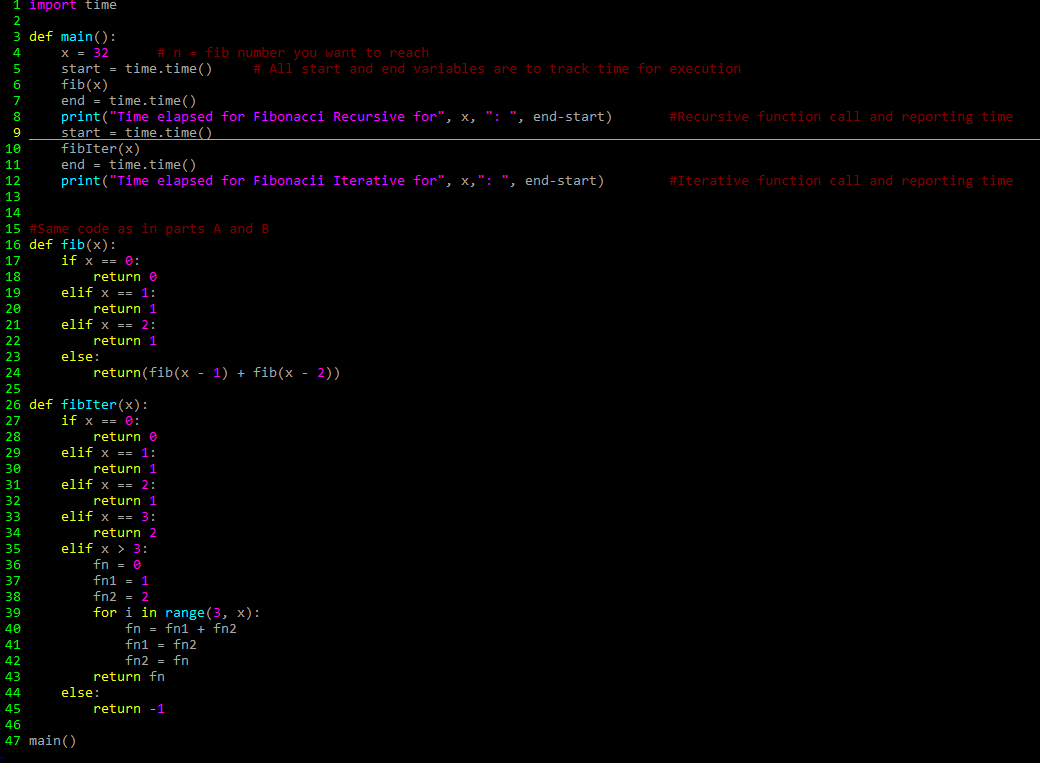 1 import time
2
3 def main():
4     x = 32      # n = fib number you want to reach
5     start = time.time()     # All start and end variables are to track time for execution
6     fib(x)
7     end = time.time()
8     print("Time elapsed for Fibonacci Recursive for", x, ": ", end-start)       #Recursive function call and reporting time
9     start = time.time()
10     fibIter(x)
11     end = time.time()
12     print("Time elapsed for Fibonacii Iterative for", x,": ", end-start)        #Iterative function call and reporting time
13
14
15 #Same code as in parts A and B
16 def fib(x):
17     if x == 0:
18         return 0
19     elif x == 1:
20         return 1
21     elif x == 2:
22         return 1
23     else:
24         return(fib(x - 1) + fib(x - 2))
25
26 def fibIter(x):
27     if x == 0:
28         return 0
29     elif x == 1:
30         return 1
31     elif x == 2:
32         return 1
33     elif x == 3:
34         return 2
35     elif x > 3:
36         fn = 0
37         fn1 = 1
38         fn2 = 2
39         for i in range(3, x):
40             fn = fn1 + fn2
41             fn1 = fn2
42             fn2 = fn
43         return fn
44     else:
45         return -1
46
47 main()